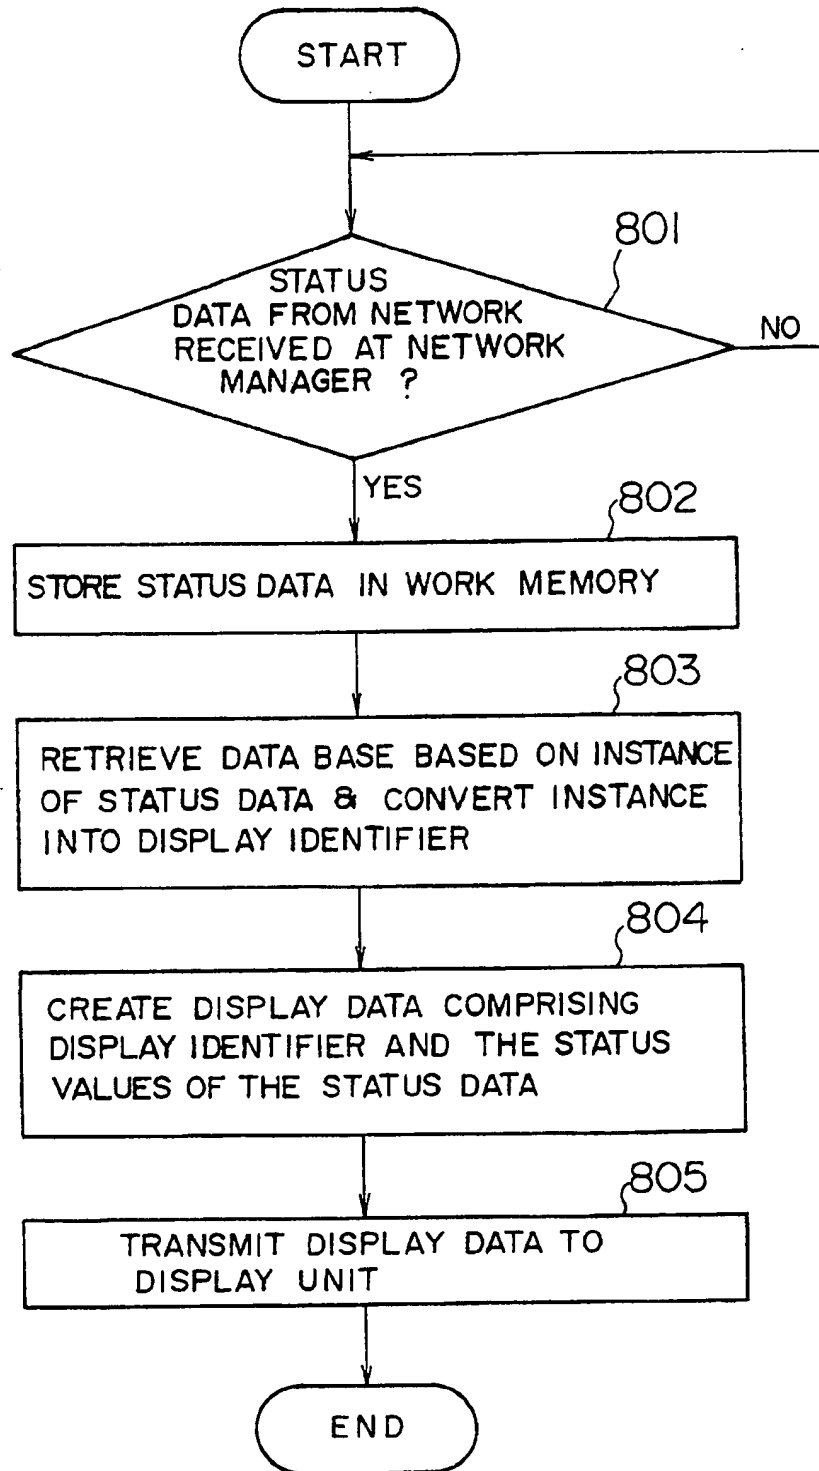 START
801
STATUS
DATA FROM NETWORK
RECEIVED AT NETWORK
MANAGER ?
NO
YES
802
STORE STATUS DATA IN WORK MEMORY
803
RETRIEVE DATA BASE BASED ON INSTANCE
OF STATUS DATA & CONVERT INSTANCE
INTO DISPLAY IDENTIFIER
804
CREATE DISPLAY DATA COMPRISING
DISPLAY IDENTIFIER AND THE STATUS
VALUES OF THE STATUS DATA
805
TRANSMIT DISPLAY DATA TO
DISPLAY UNIT
END